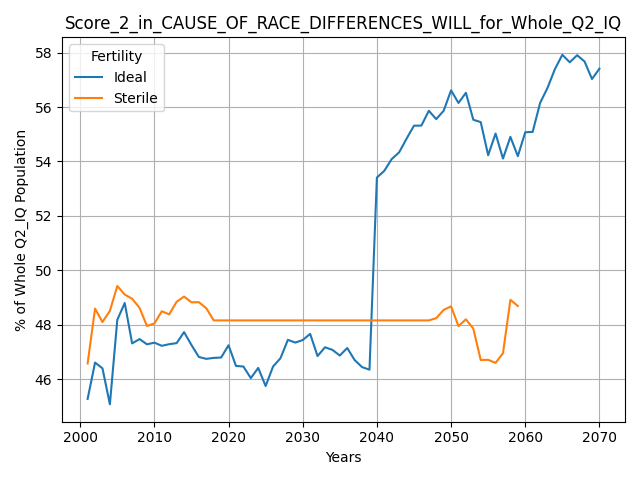 Score_2_in_CAUSE_OF_RACE_DIFFERENCES_WILL_for_Whole_Q2_IQ
Fertility
Ideal
Sterile
58
56
54
52
50
48
46
% of Whole Q2_IQ Population
2000 2010 2020 2030 2040 2050 2060 2070
Years